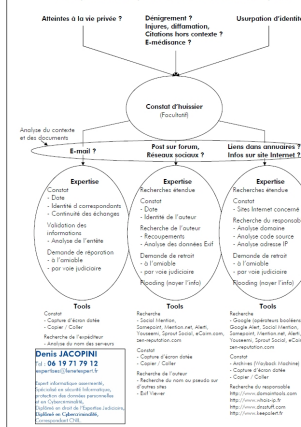 Atteintes à la vie privée ?
Dénigrement ?
Injures, diffamation,
Citations hors contexte ?
E-médisance ?
Usurpation d'identit
Constat d'huissier
(Facultatif)
Analyse du contexte
et des documents
E-mail ?
Post sur forum,
Réseaux sociaux ?
Liens dans annuaires ?
Infos sur site Internet ?
Expertise
Constat
- Date
- Identité d correspondants
- Continuité des échanges
Validation des
informations
- Analyse de l'entête
Demande de réparation
- à l'amiable
- par voie judiciaire
Expertise
Recherches étendue
Constat
- Date
- Identité de l'auteur
Recherche de l'auteur
- Recoupements
- Analyse des données Exif
Demande de retrait
- à l'amiable
- par voie judiciaire
Flooding (noyer l'info)
Expertise
Recherches étendue
Constat
- Sites Internet concerné
Recherche du responsab
- Analyse domaine
- Analyse code source
- Analyse adresse IP
Demande de retrait
- à l'amiable
- par voie judiciaire
Flooding (noyer l'info)
Tools
Constat
- Capture d'écran datée
- Copier / Coller
Recherche de l'expéditeur
- Analyse du nom des serveurs
Denis JACOPINI
Tel : 06 19 71 79 12
expertises@lenetexpert.fr
Expert informatique assermenté,
Spécialisé en sécurité Informatique,
protection des données personnelles
et en Cybercriminalité,
Diplômé en droit de l'Expertise Judiciaire,
Diplômé en Cybercriminalité,
Correspondant CNIL
Tools
Recherche
- Social Mention,
Samepoint, Mention.net, Alerti,
Youseemii, Sprout Social, eCairn.com,
zen-reputation.com
Constat
- Capture d'écran datée
- Copier / Coller
Recherche de l'auteur
- Recherche du nom ou pseudo sur
d'autres sites
- Exif Viewer
Tools
Recherche
- Google (opérateurs booléens
Google Alert, Social Mention,
Samepoint, Mention.net, Alerti,
Youseemii, Sprout Social, eCair
zen-reputation.com
Constat
- Archives (Wayback Machine)
- Capture d'écran datée
- Copier / Coller
Recherche du responsable
http://www.domaintools.com
http://www.whois-ip.fr
http://www.dnsstuff.com
http://www.keepalert.fr